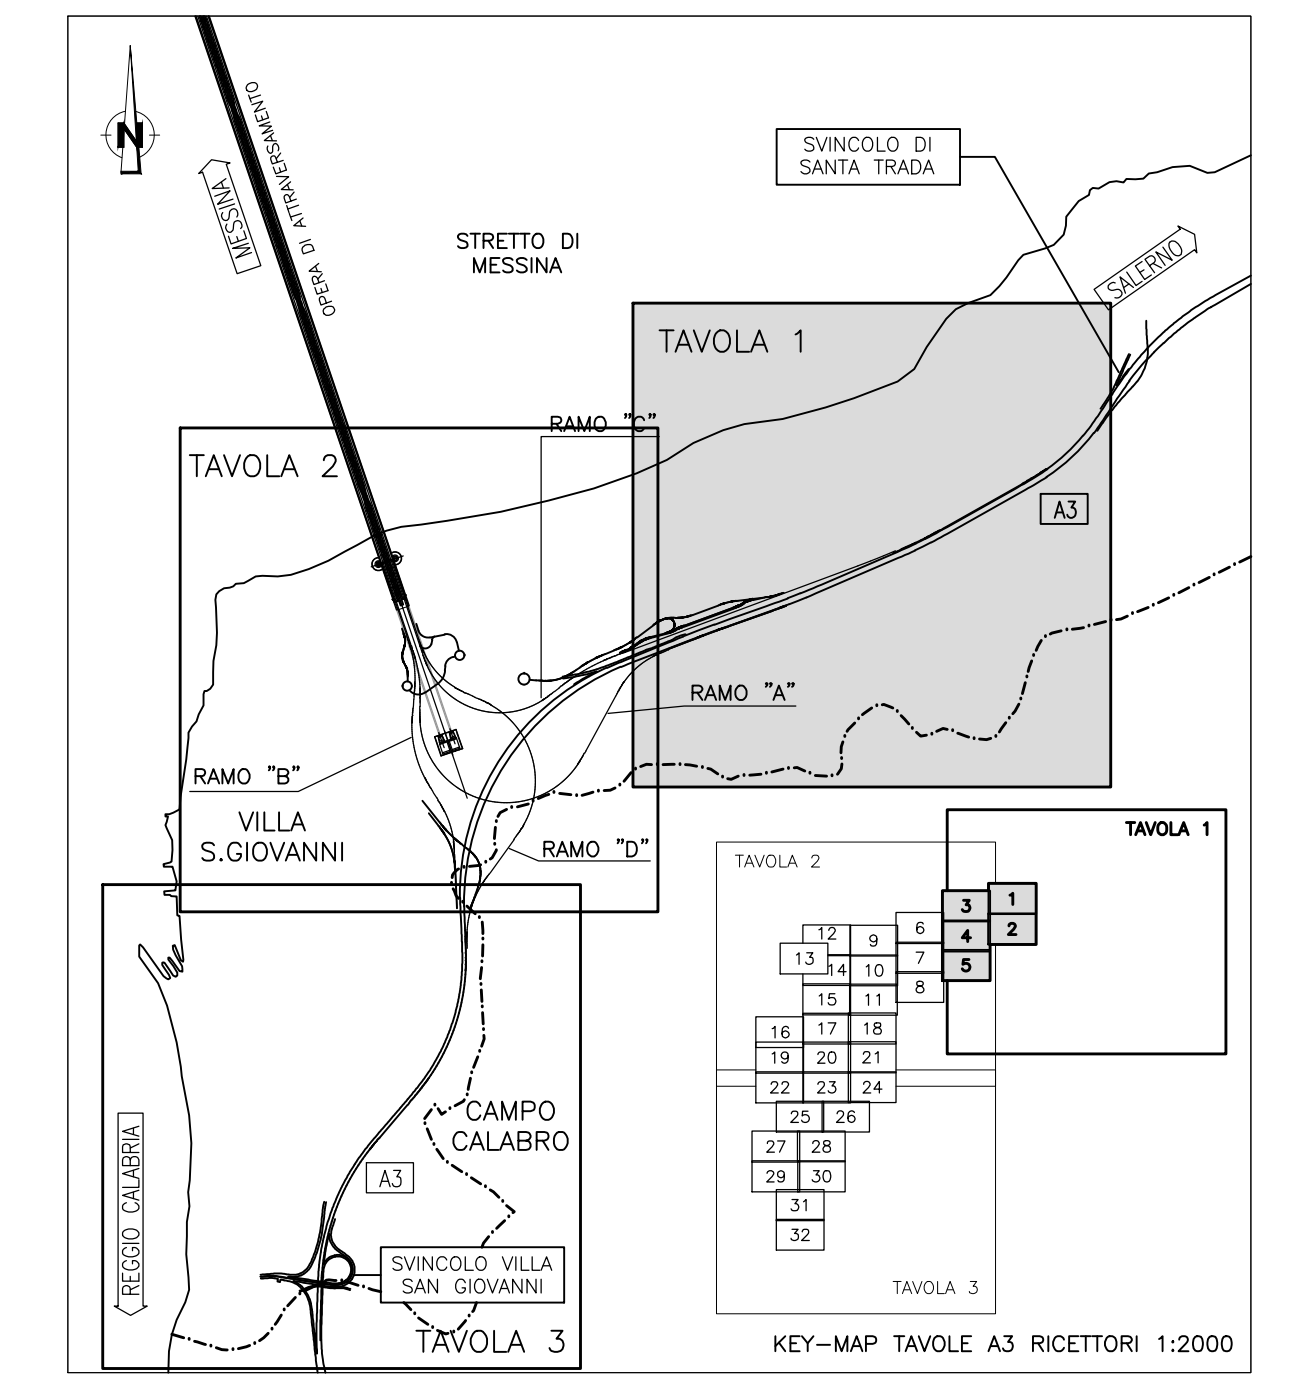 N
MESSINA
OPERA DI ATTRAVERSAMENTO
STRETTO DI
MESSINA
SVINCOLO DI
SANTA TRADA
SALERNO
TAVOLA 1
RAMO "C"
TAVOLA 2
A3
RAMO "A"
RAMO "B"
VILLA
S.GIOVANNI
RAMO "D"
CAMPO
CALABRO
A3
REGGIO CALABRIA
SVINCOLO VILLA
SAN GIOVANNI
TAVOLA 3
TAVOLA 1
TAVOLA 2
3 1
4 2
5
6
7
8
12 9
13 14 10
15 11
16 17 18
19 20 21
22 23 24
25 26
27 28
29 30
31
32
TAVOLA 3
KEY-MAP TAVOLE A3 RICETTORI 1:2000